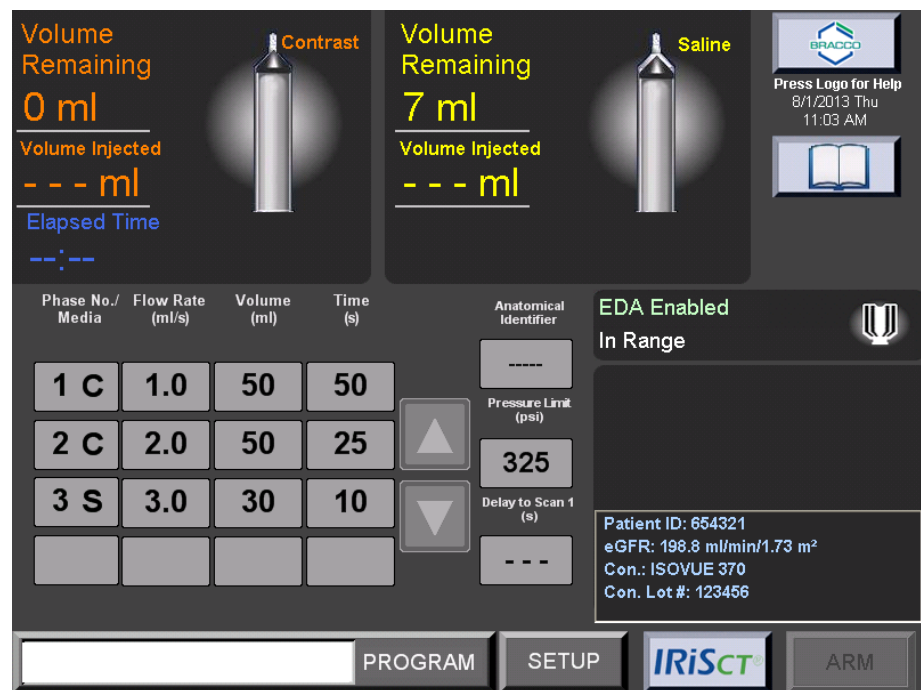 Volume
Remaining
0 ml
Volume Injected
- - - ml
Elapsed Time
--:--
Contrast
Volume
Remaining
7 ml
Volume Injected
- - - ml
Saline
BRACCO
Press Logo for Help
8/1/2013 Thu
11:03 AM
Phase No./ Flow Rate Volume Time
Media (ml/s) (ml) (s)
1 C 1.0 50 50
2 C 2.0 50 25
3 S 3.0 30 10
Anatomical
Identifier
-----
Pressure Limit
(psi)
325
Delay to Scan 1
(s)
- - -
EDA Enabled
In Range
Patient ID: 654321
eGFR: 198.8 ml/min/1.73 m²
Con.: ISOVUE 370
Con. Lot #: 123456
PROGRAM SETUP IRiSCT® ARM